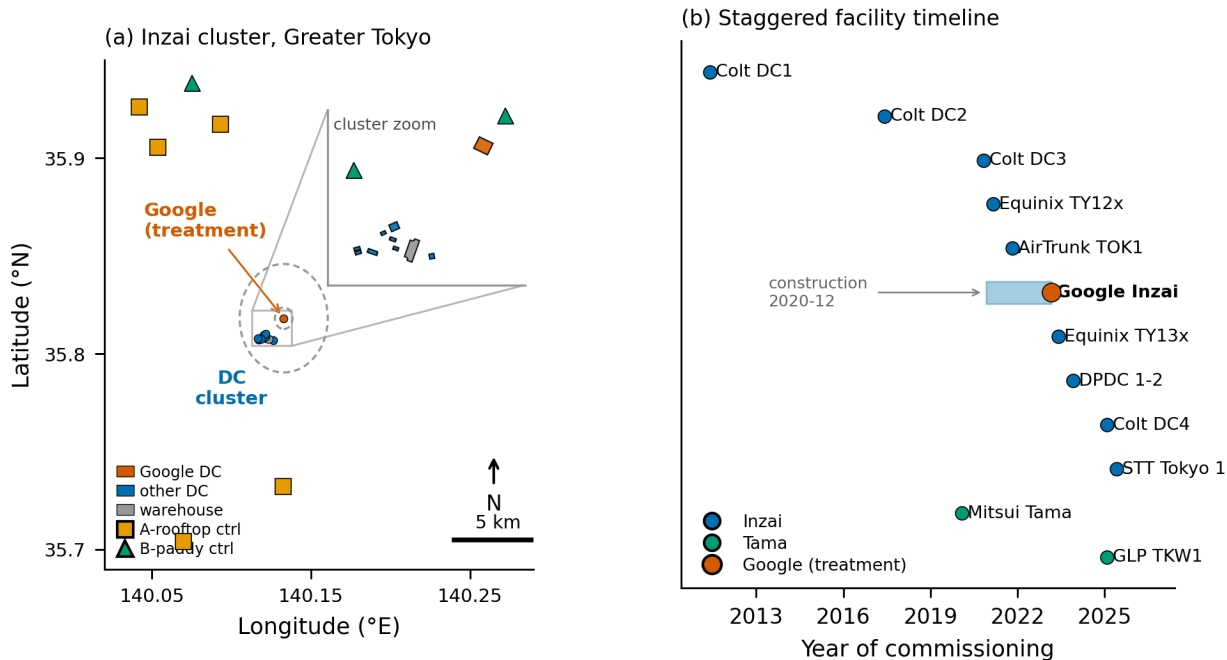 (a) Inzai cluster, Greater Tokyo
cluster zoom
Google
(treatment)
DC
cluster
Google DC
other DC
warehouse
A-rooftop ctrl
B-paddy ctrl
N
5 km
35.9
35.8
35.7
Latitude (°N)
140.05
140.15
140.25
Longitude (°E)
(b) Staggered facility timeline
Colt DC1
Colt DC2
Colt DC3
Equinix TY12x
AirTrunk TOK1
construction
2020-12
Google Inzai
Equinix TY13x
DPDC 1-2
Colt DC4
STT Tokyo 1
Mitsui Tama
GLP TKW1
Inzai
Tama
Google (treatment)
2013
2016
2019
2022
2025
Year of commissioning